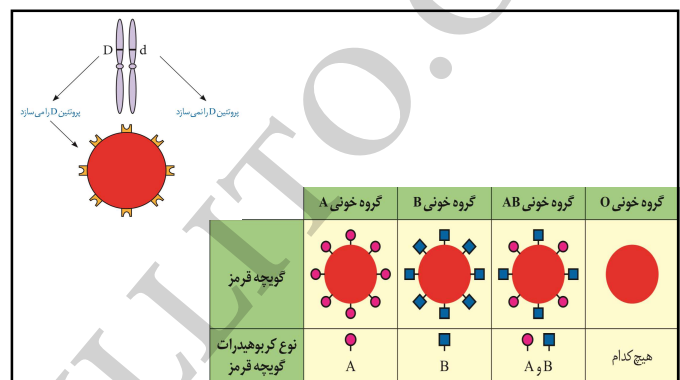 D d
پروتئین D را می سازد
پروتئین D را نمی سازد
گروه خونی A
گروه خونی B
گروه خونی AB
گروه خونی O
گویچه قرمز
نوع کربوهیدرات
گویچه قرمز
A
B
A و B
هیچ کدام